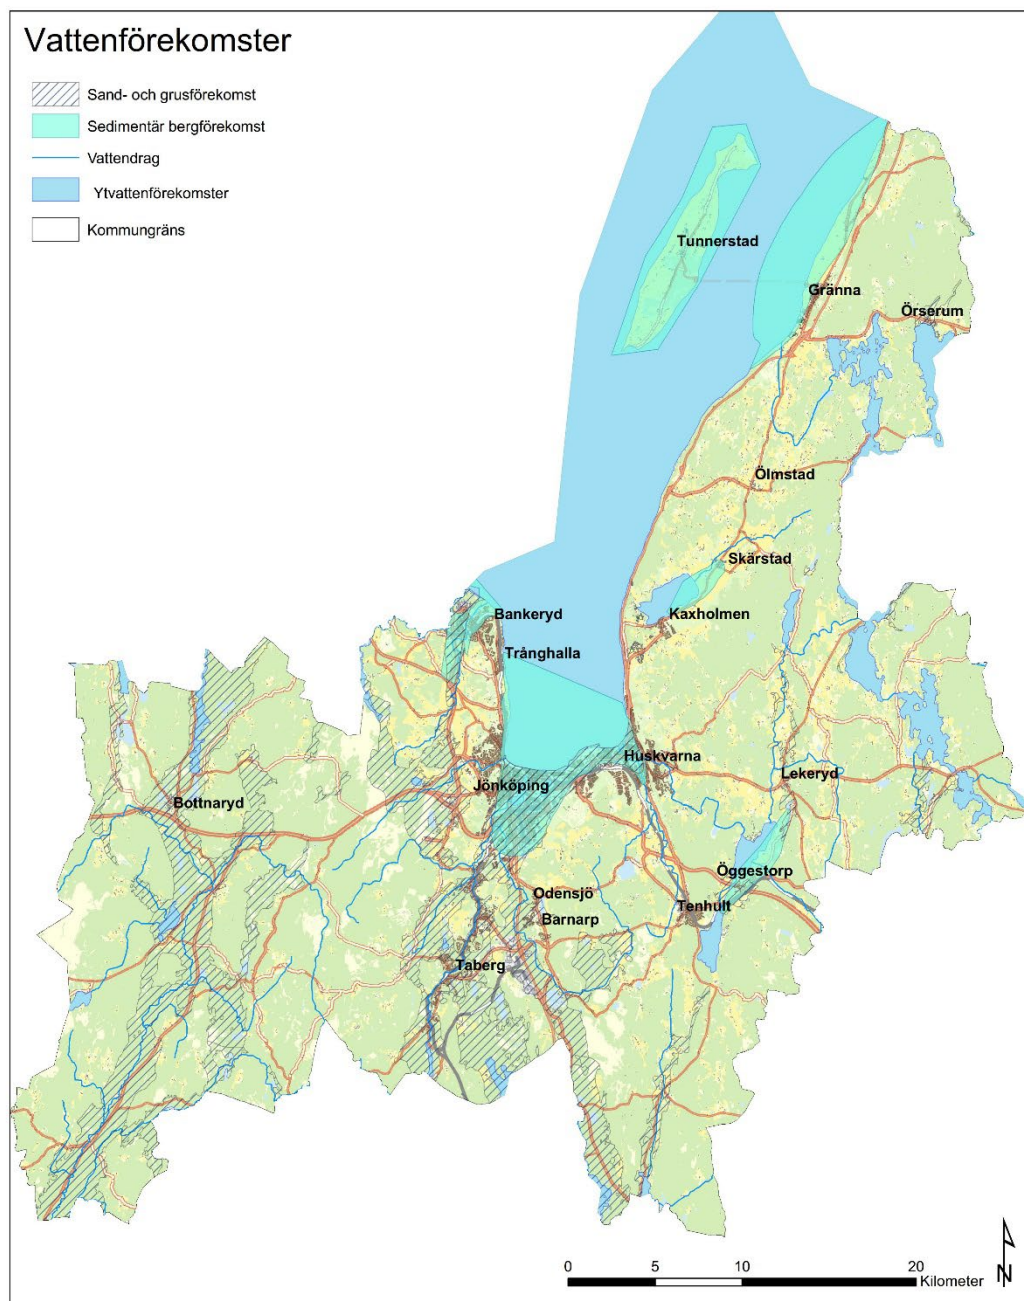 Vattenförekomster
Sand- och grusförekomst
Sedimentär bergförekomst
Vattendrag
Ytvattenförekomster
Kommungräns
Tunnerstad
Gränna
Örserum
Ölmstad
Skärstad
Kaxholmen
Bankeryd
Trånghalla
Huskvarna
Jönköping
Lekeryd
Bottnaryd
Öggestorp
Odensjö
Tenhult
Barnarp
Taberg
0 5 10 20
Kilometer
N